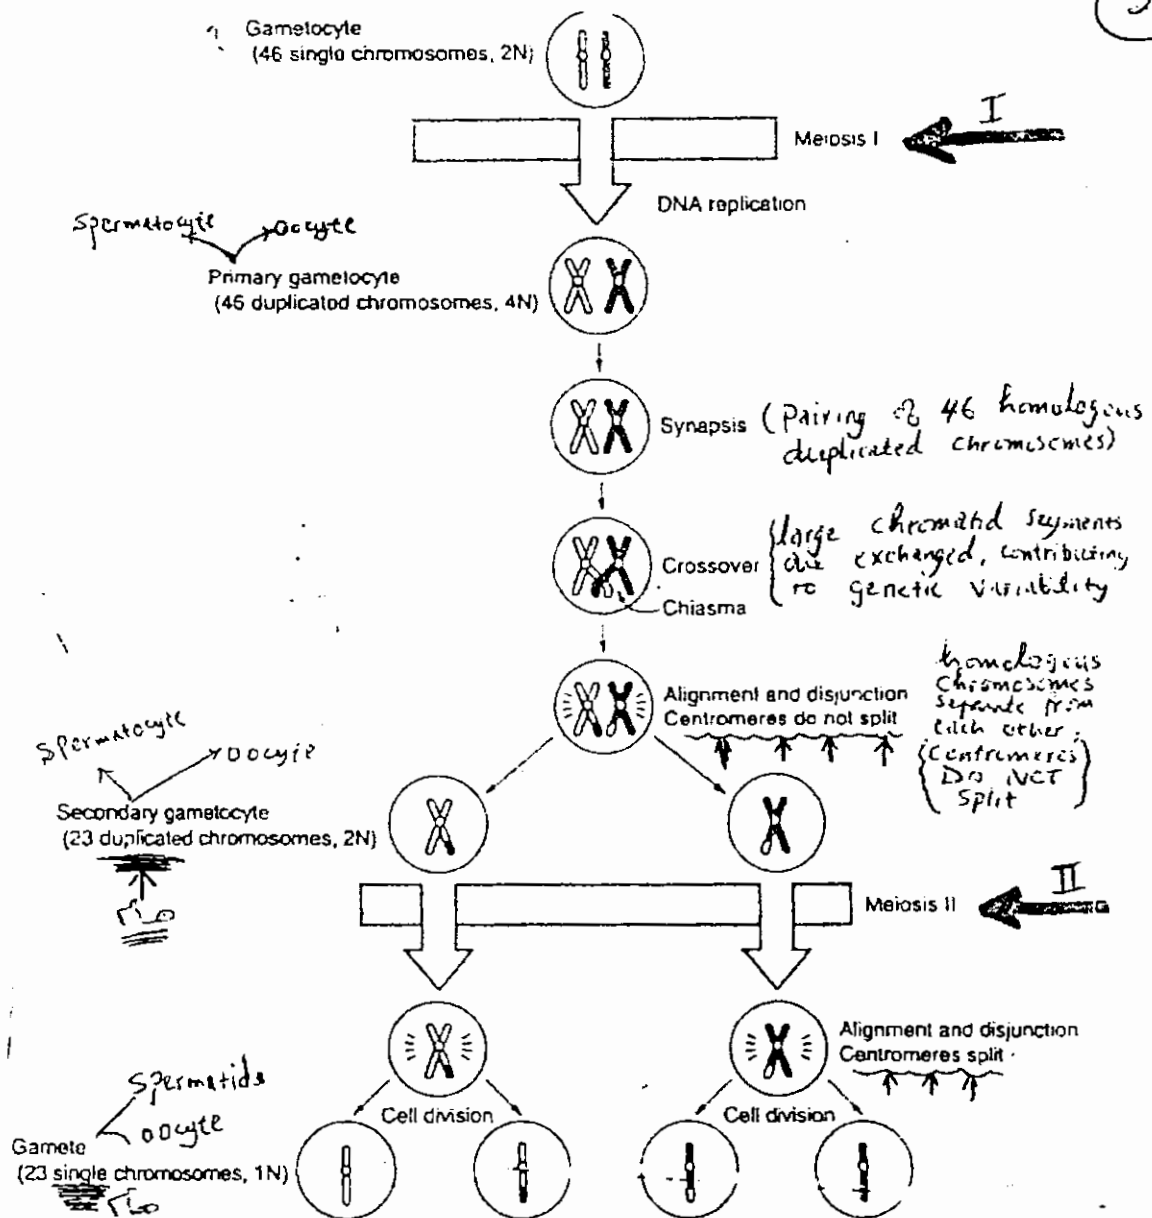 Gametocyte
(46 single chromosomes, 2N)
I
Meiosis I
DNA replication
Spermatocyte
Oocyte
Primary gametocyte
(46 duplicated chromosomes, 4N)
Synapsis
(Pairing of 46 homologous
duplicated chromosomes)
Crossover
large chromatid segments
are exchanged, contributing
to genetic variability
Chiasma
Alignment and disjunction
Centromeres do not split
homologous
Chromosomes
Separate from
each other,
Centromeres
Do NOT
Split
Spermatocyte
Oocyte
Secondary gametocyte
(23 duplicated chromosomes, 2N)
II
Meiosis II
Alignment and disjunction
Centromeres split
Spermatids
Oocyte
Cell division
Cell division
Gamete
(23 single chromosomes, 1N)